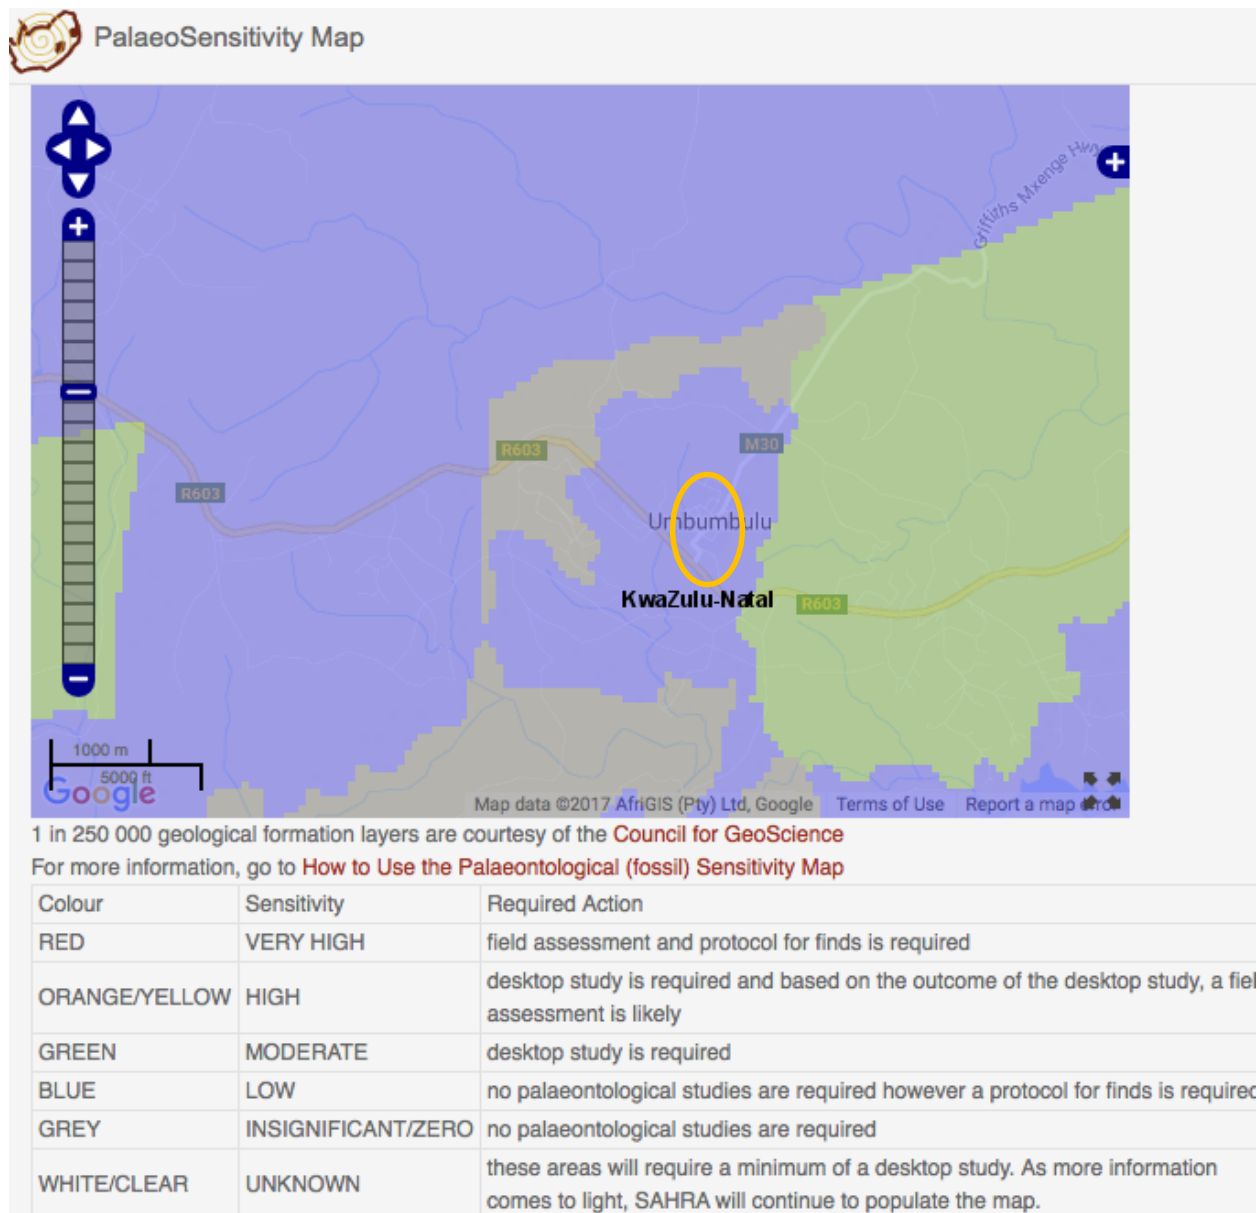 PalaeoSensitivity Map
Griffiths Mxenge Hwy
R603
M30
R603
Umbumbulu
KwaZulu-Natal
R603
1000 m
5000 ft
Google
Map data ©2017 AfriGIS (Pty) Ltd, Google Terms of Use Report a map error
1 in 250 000 geological formation layers are courtesy of the Council for GeoScience
For more information, go to How to Use the Palaeontological (fossil) Sensitivity Map
Colour Sensitivity Required Action
RED VERY HIGH field assessment and protocol for finds is required
ORANGE/YELLOW HIGH desktop study is required and based on the outcome of the desktop study, a fiel
assessment is likely
GREEN MODERATE desktop study is required
BLUE LOW no palaeontological studies are required however a protocol for finds is required
GREY INSIGNIFICANT/ZERO no palaeontological studies are required
WHITE/CLEAR UNKNOWN these areas will require a minimum of a desktop study. As more information
comes to light, SAHRA will continue to populate the map.